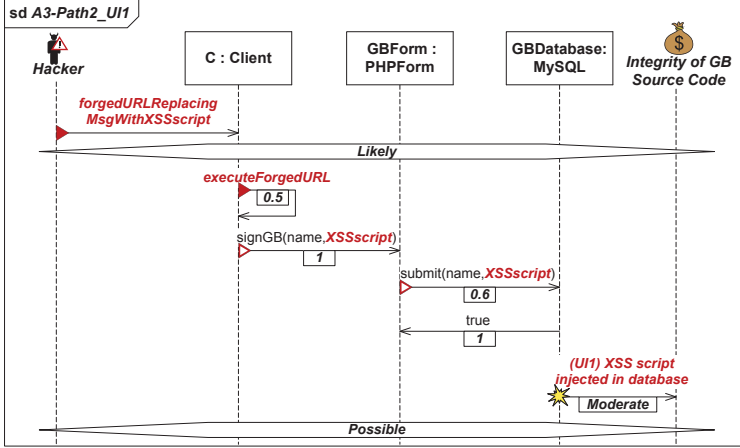 sd A3-Path2_UI1
Hacker
C : Client
GBForm :
PHPForm
GBDatabase:
MySQL
$
Integrity of GB
Source Code
forgedURLReplacing
MsgWithXSSscript
Likely
executeForgedURL
0.5
signGB(name,XSSscript)
1
submit(name,XSSscript)
0.6
true
1
(UI1) XSS script
injected in database
Moderate
Possible